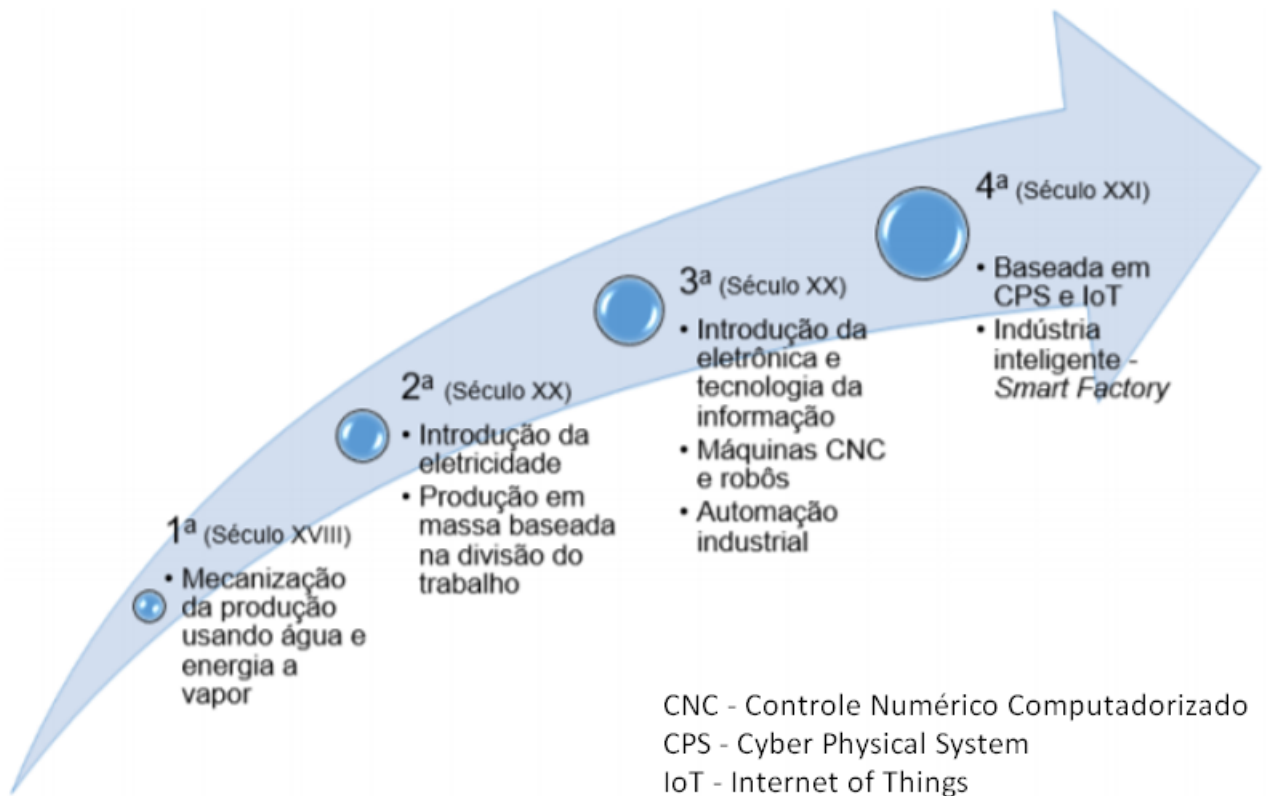 1ª (Século XVIII)
• Mecanização
da produção
usando água e
energia a
vapor
2ª (Século XX)
• Introdução da
eletricidade
• Produção em
massa baseada
na divisão do
trabalho
3ª (Século XX)
• Introdução da
eletrônica e
tecnologia da
informação
• Máquinas CNC
e robôs
• Automação
industrial
4ª (Século XXI)
• Baseada em
CPS e IoT
• Indústria
inteligente -
Smart Factory
CNC - Controle Numérico Computadorizado
CPS - Cyber Physical System
IoT - Internet of Things